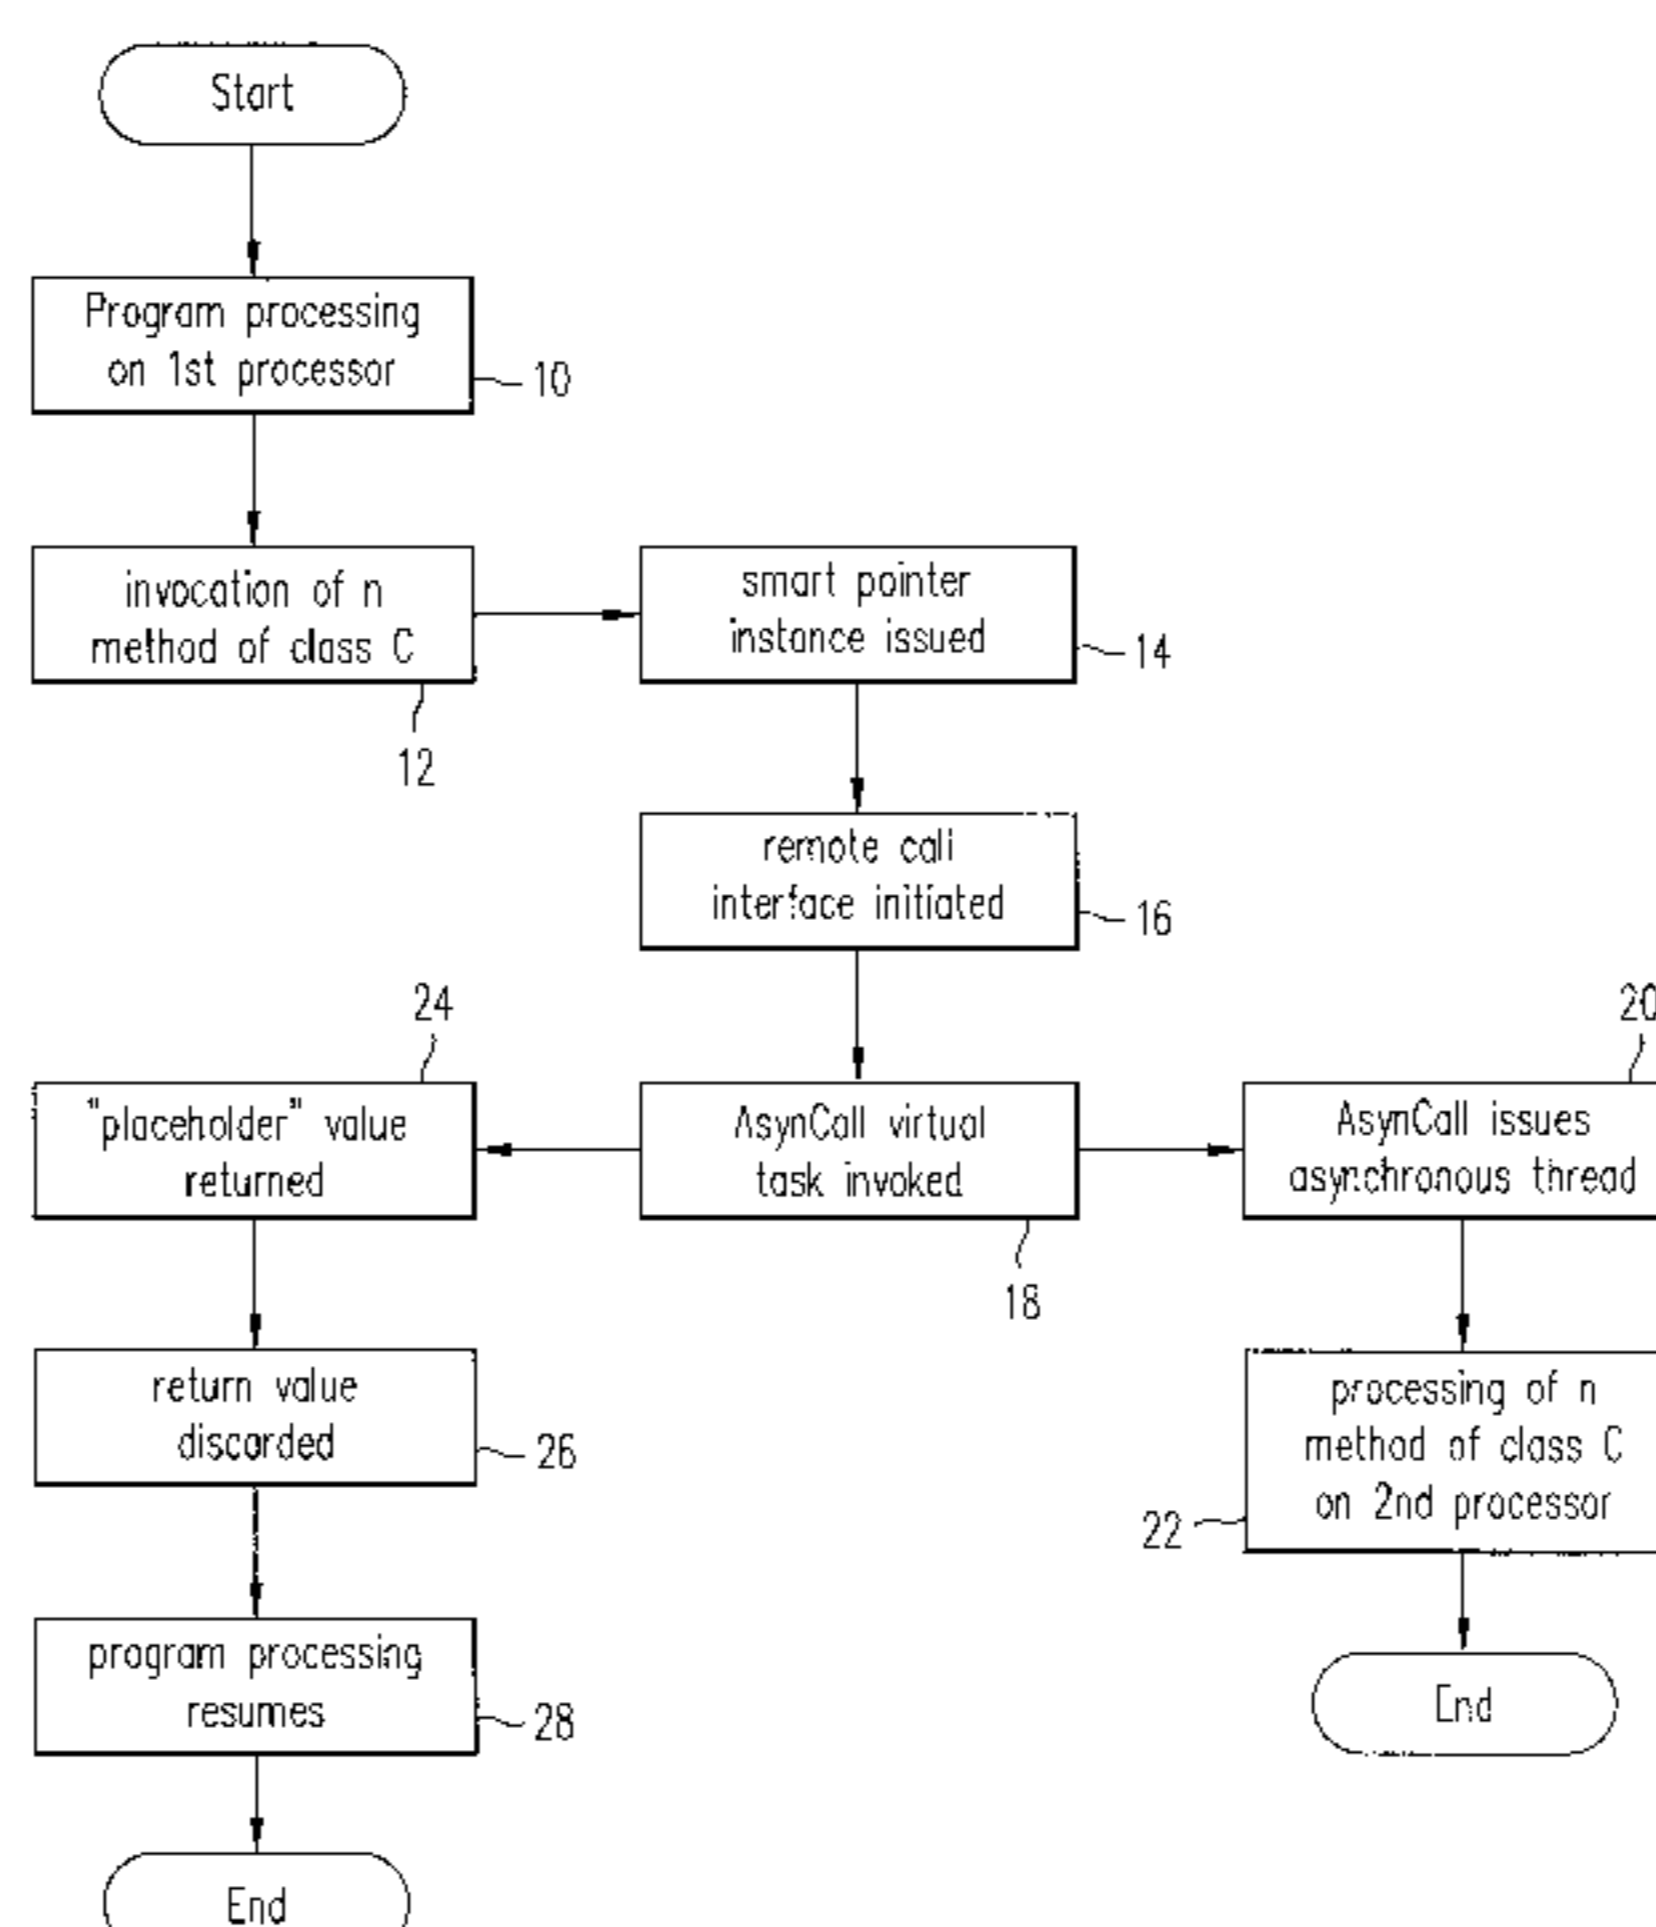 Start
Program processing
on 1st processor
10
invocation of n
method of class C
12
smart pointer
instance issued
14
remote call
interface initiated
16
24
"placeholder" value
returned
AsynCall virtual
task invoked
18
20
AsynCall issues
asynchronous thread
return value
discarded
26
processing of n
method of class C
on 2nd processor
22
program processing
resumes
28
End
End